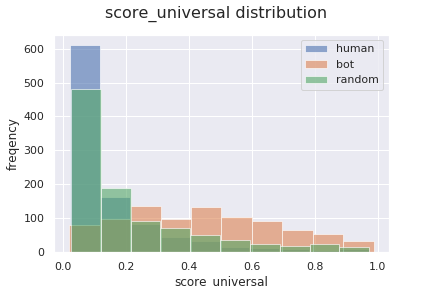 score_universal distribution
human
bot
random
freqency
600
500
400
300
200
100
0
0.0 0.2 0.4 0.6 0.8 1.0
score_universal